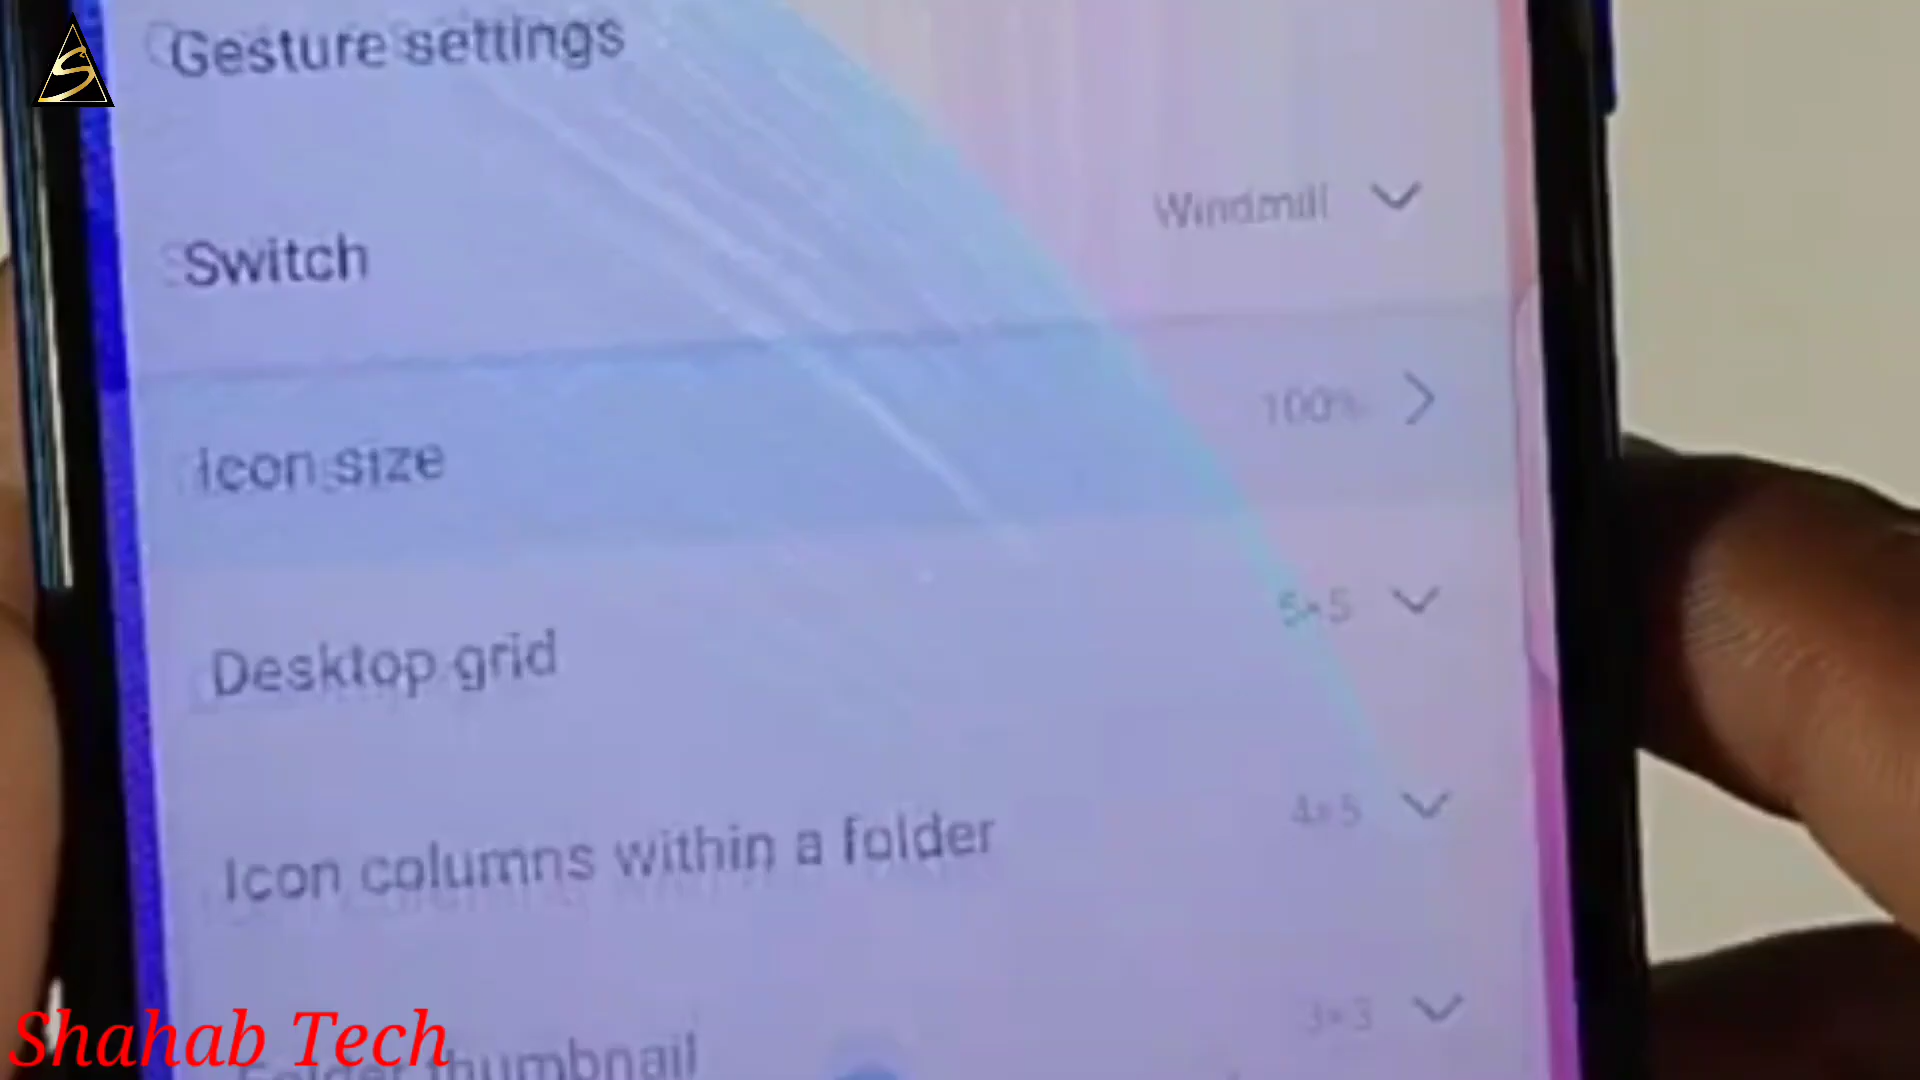 S
Gesture settings
Windmill
Switch
100%
Icon size
5×5
Desktop grid
4×5
Icon columns within a folder
3×3
Folder thumbnail
Shahab Tech